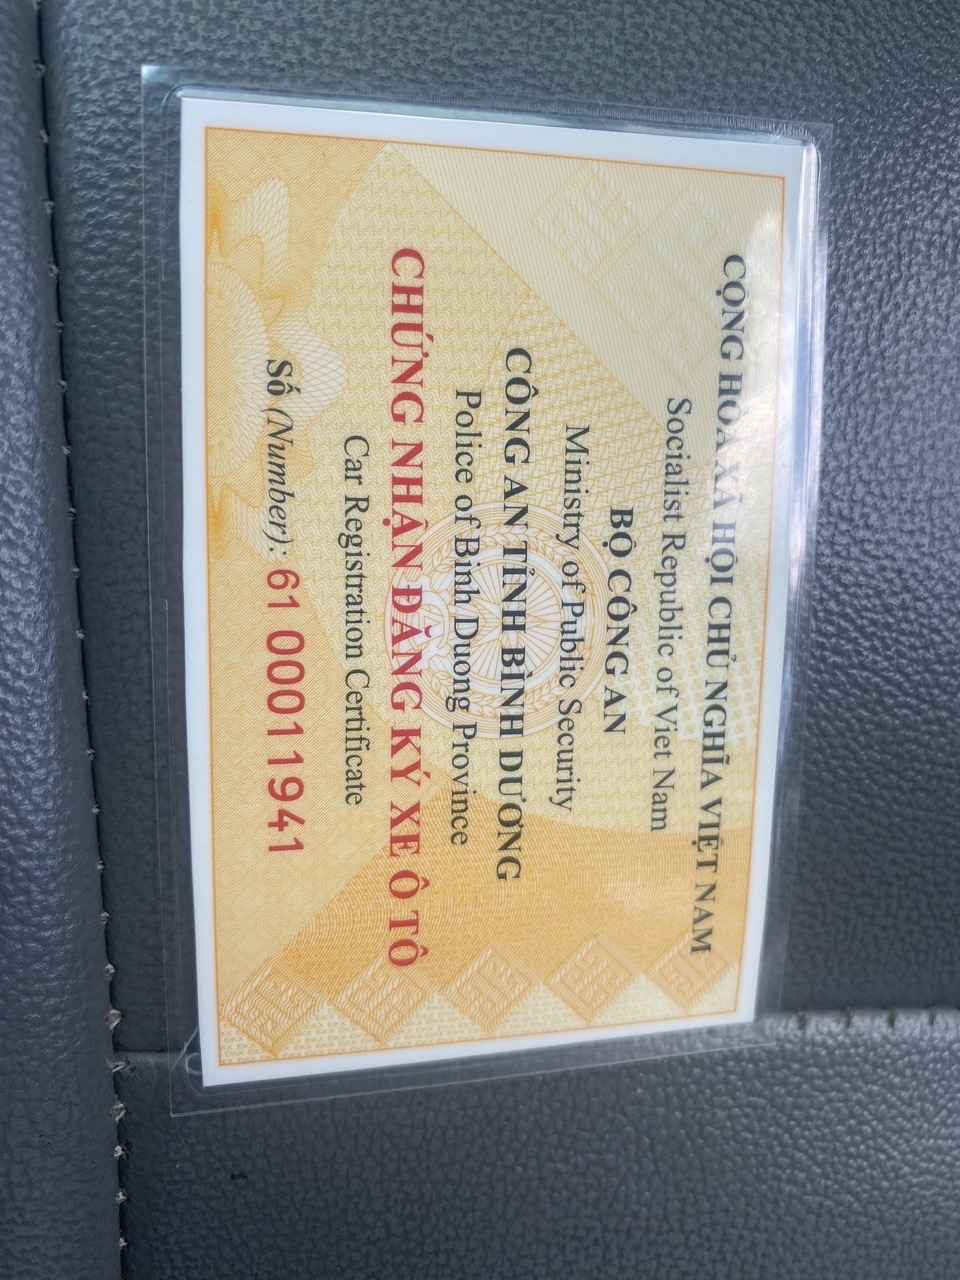 CỘNG HÒA XÃ HỘI CHỦ NGHĨA VIỆT NAM
Socialist Republic of Viet Nam
BỘ CÔNG AN
Ministry of Public Security
CÔNG AN TỈNH BÌNH DƯƠNG
Police of Binh Duong Province
CHỨNG NHẬN ĐĂNG KÝ XE Ô TÔ
Car Registration Certificate
Số (Number): 61 00011941